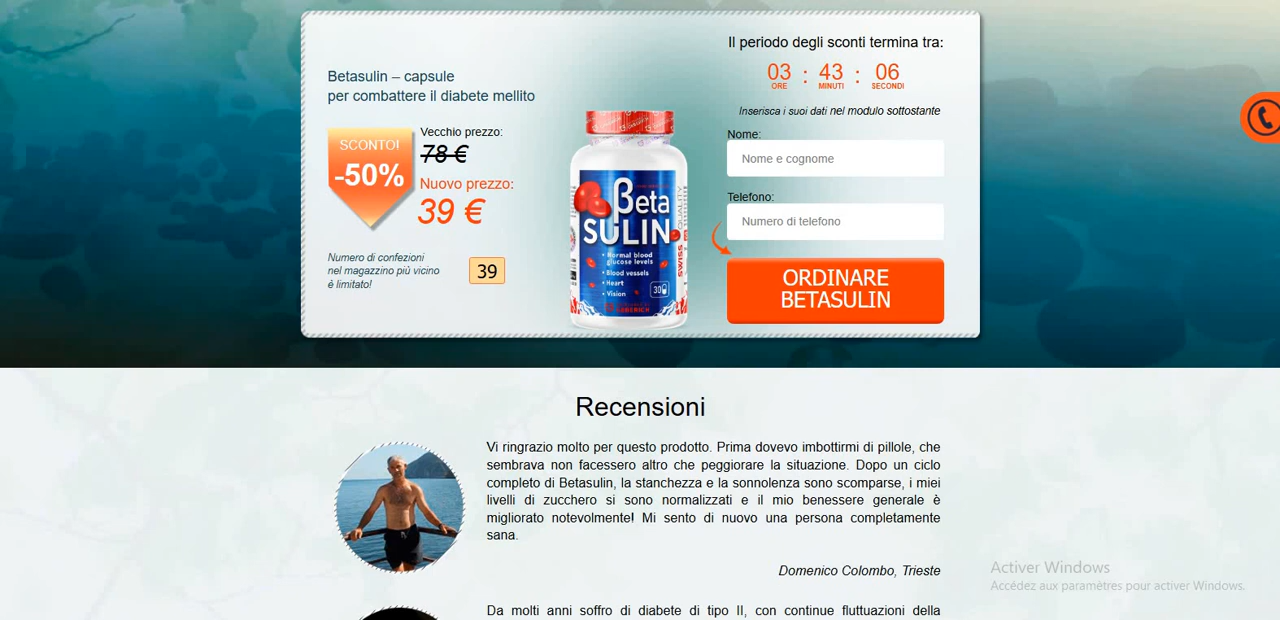 Il periodo degli sconti termina tra:
03 : 43 : 06
ORE MINUTI SECONDI
Betasulin – capsule
per combattere il diabete mellito
Inserisca i suoi dati nel modulo sottostante
SCONTO!
-50%
Vecchio prezzo:
78 €
Nuovo prezzo:
39 €
Numero di confezioni
nel magazzino più vicino
è limitato!
39
βeta
SULIN
• Normal blood
glucose levels
• Blood vessels
• Heart
• Vision
30
SWISS QUALITY
Nome:
Nome e cognome
Telefono:
Numero di telefono
ORDINARE
BETASULIN
Recensioni
Vi ringrazio molto per questo prodotto. Prima dovevo imbottirmi di pillole, che
sembrava non facessero altro che peggiorare la situazione. Dopo un ciclo
completo di Betasulin, la stanchezza e la sonnolenza sono scomparse, i miei
livelli di zucchero si sono normalizzati e il mio benessere generale è
migliorato notevolmente! Mi sento di nuovo una persona completamente
sana.
Domenico Colombo, Trieste
Da molti anni soffro di diabete di tipo II, con continue fluttuazioni della
Activer Windows
Accédez aux paramètres pour activer Windows.